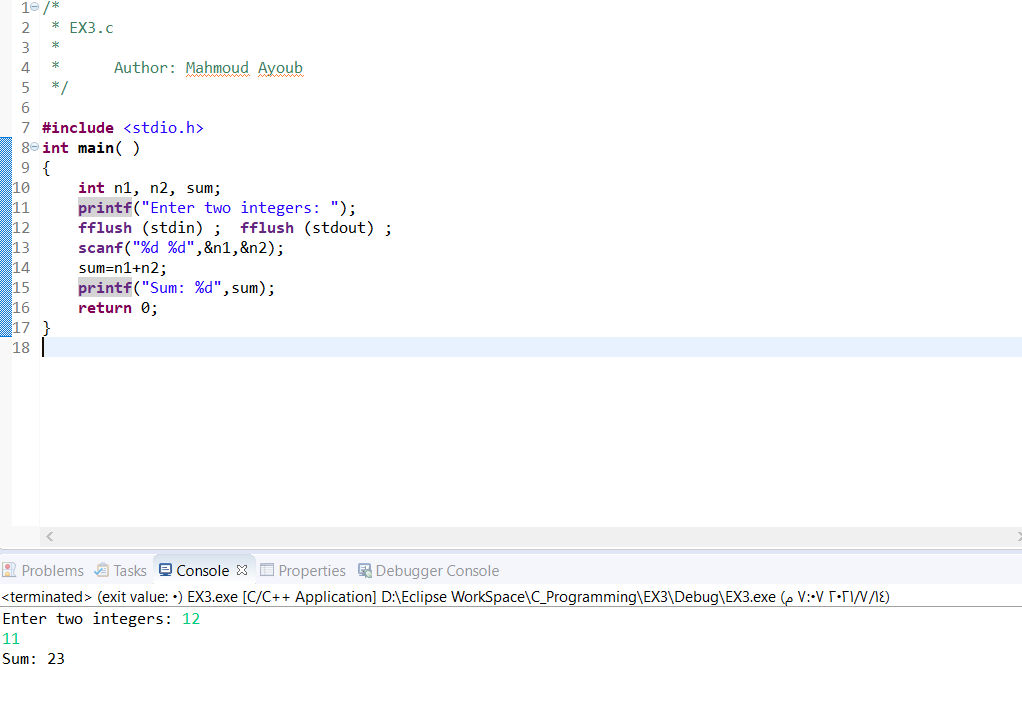 1 /*
2 * EX3.c
3 *
4 * Author: Mahmoud Ayoub
5 */
6
7 #include <stdio.h>
8 int main( )
9 {
10 int n1, n2, sum;
11 printf("Enter two integers: ");
12 fflush (stdin) ; fflush (stdout) ;
13 scanf("%d %d",&n1,&n2);
14 sum=n1+n2;
15 printf("Sum: %d",sum);
16 return 0;
17 }
18
Problems Tasks Console Properties Debugger Console
<terminated> (exit value: ٠) EX3.exe [C/C++ Application] D:\Eclipse WorkSpace\C_Programming\EX3\Debug\EX3.exe (١٤/٧/٢٠٢١ ٧:٠٧ م)
Enter two integers: 12
11
Sum: 23